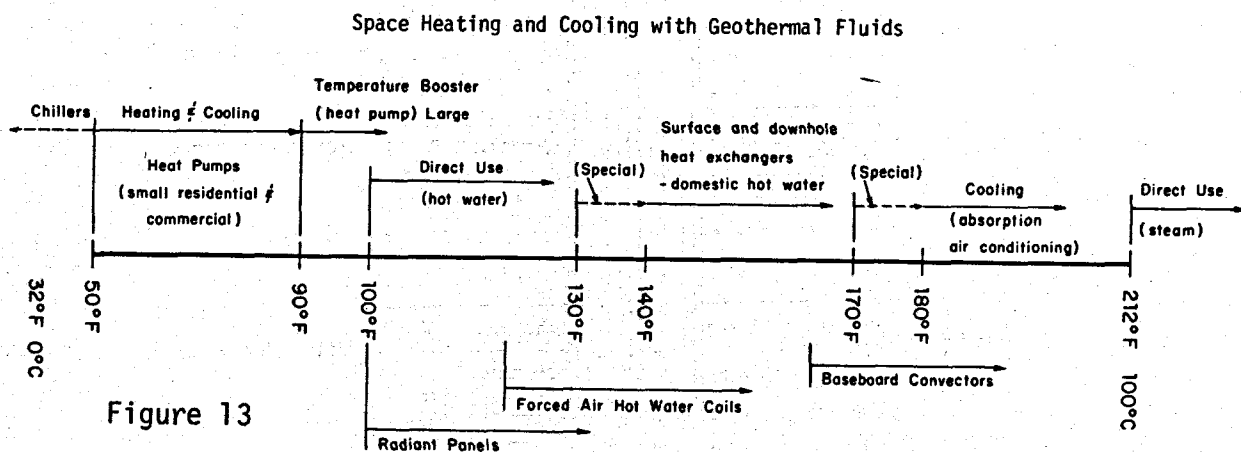 Space Heating and Cooling with Geothermal Fluids
Temperature Booster
(heat pump) Large
Chillers
Heating & Cooling
Heat Pumps
(small residential &
commercial)
Direct Use
(hot water)
(Special)
Surface and downhole
heat exchangers
- domestic hot water
(Special)
Cooling
(absorption
air conditioning)
Direct Use
(steam)
32°F 0°C
50°F
90°F
100°F
130°F
140°F
170°F
180°F
212°F 100°C
Baseboard Convectors
Forced Air Hot Water Coils
Radiant Panels
Figure 13